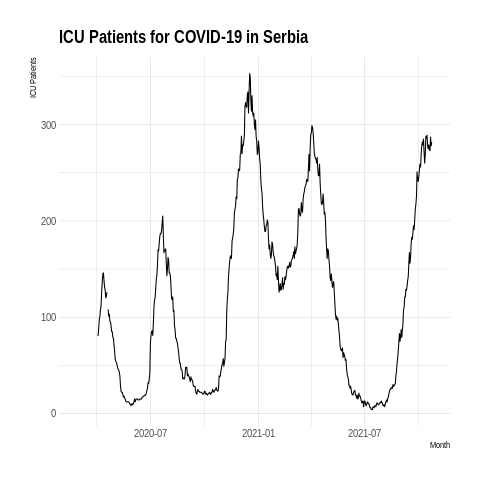 ICU Patients for COVID-19 in Serbia
ICU Patients
300
200
100
0
2020-07
2021-01
2021-07
Month